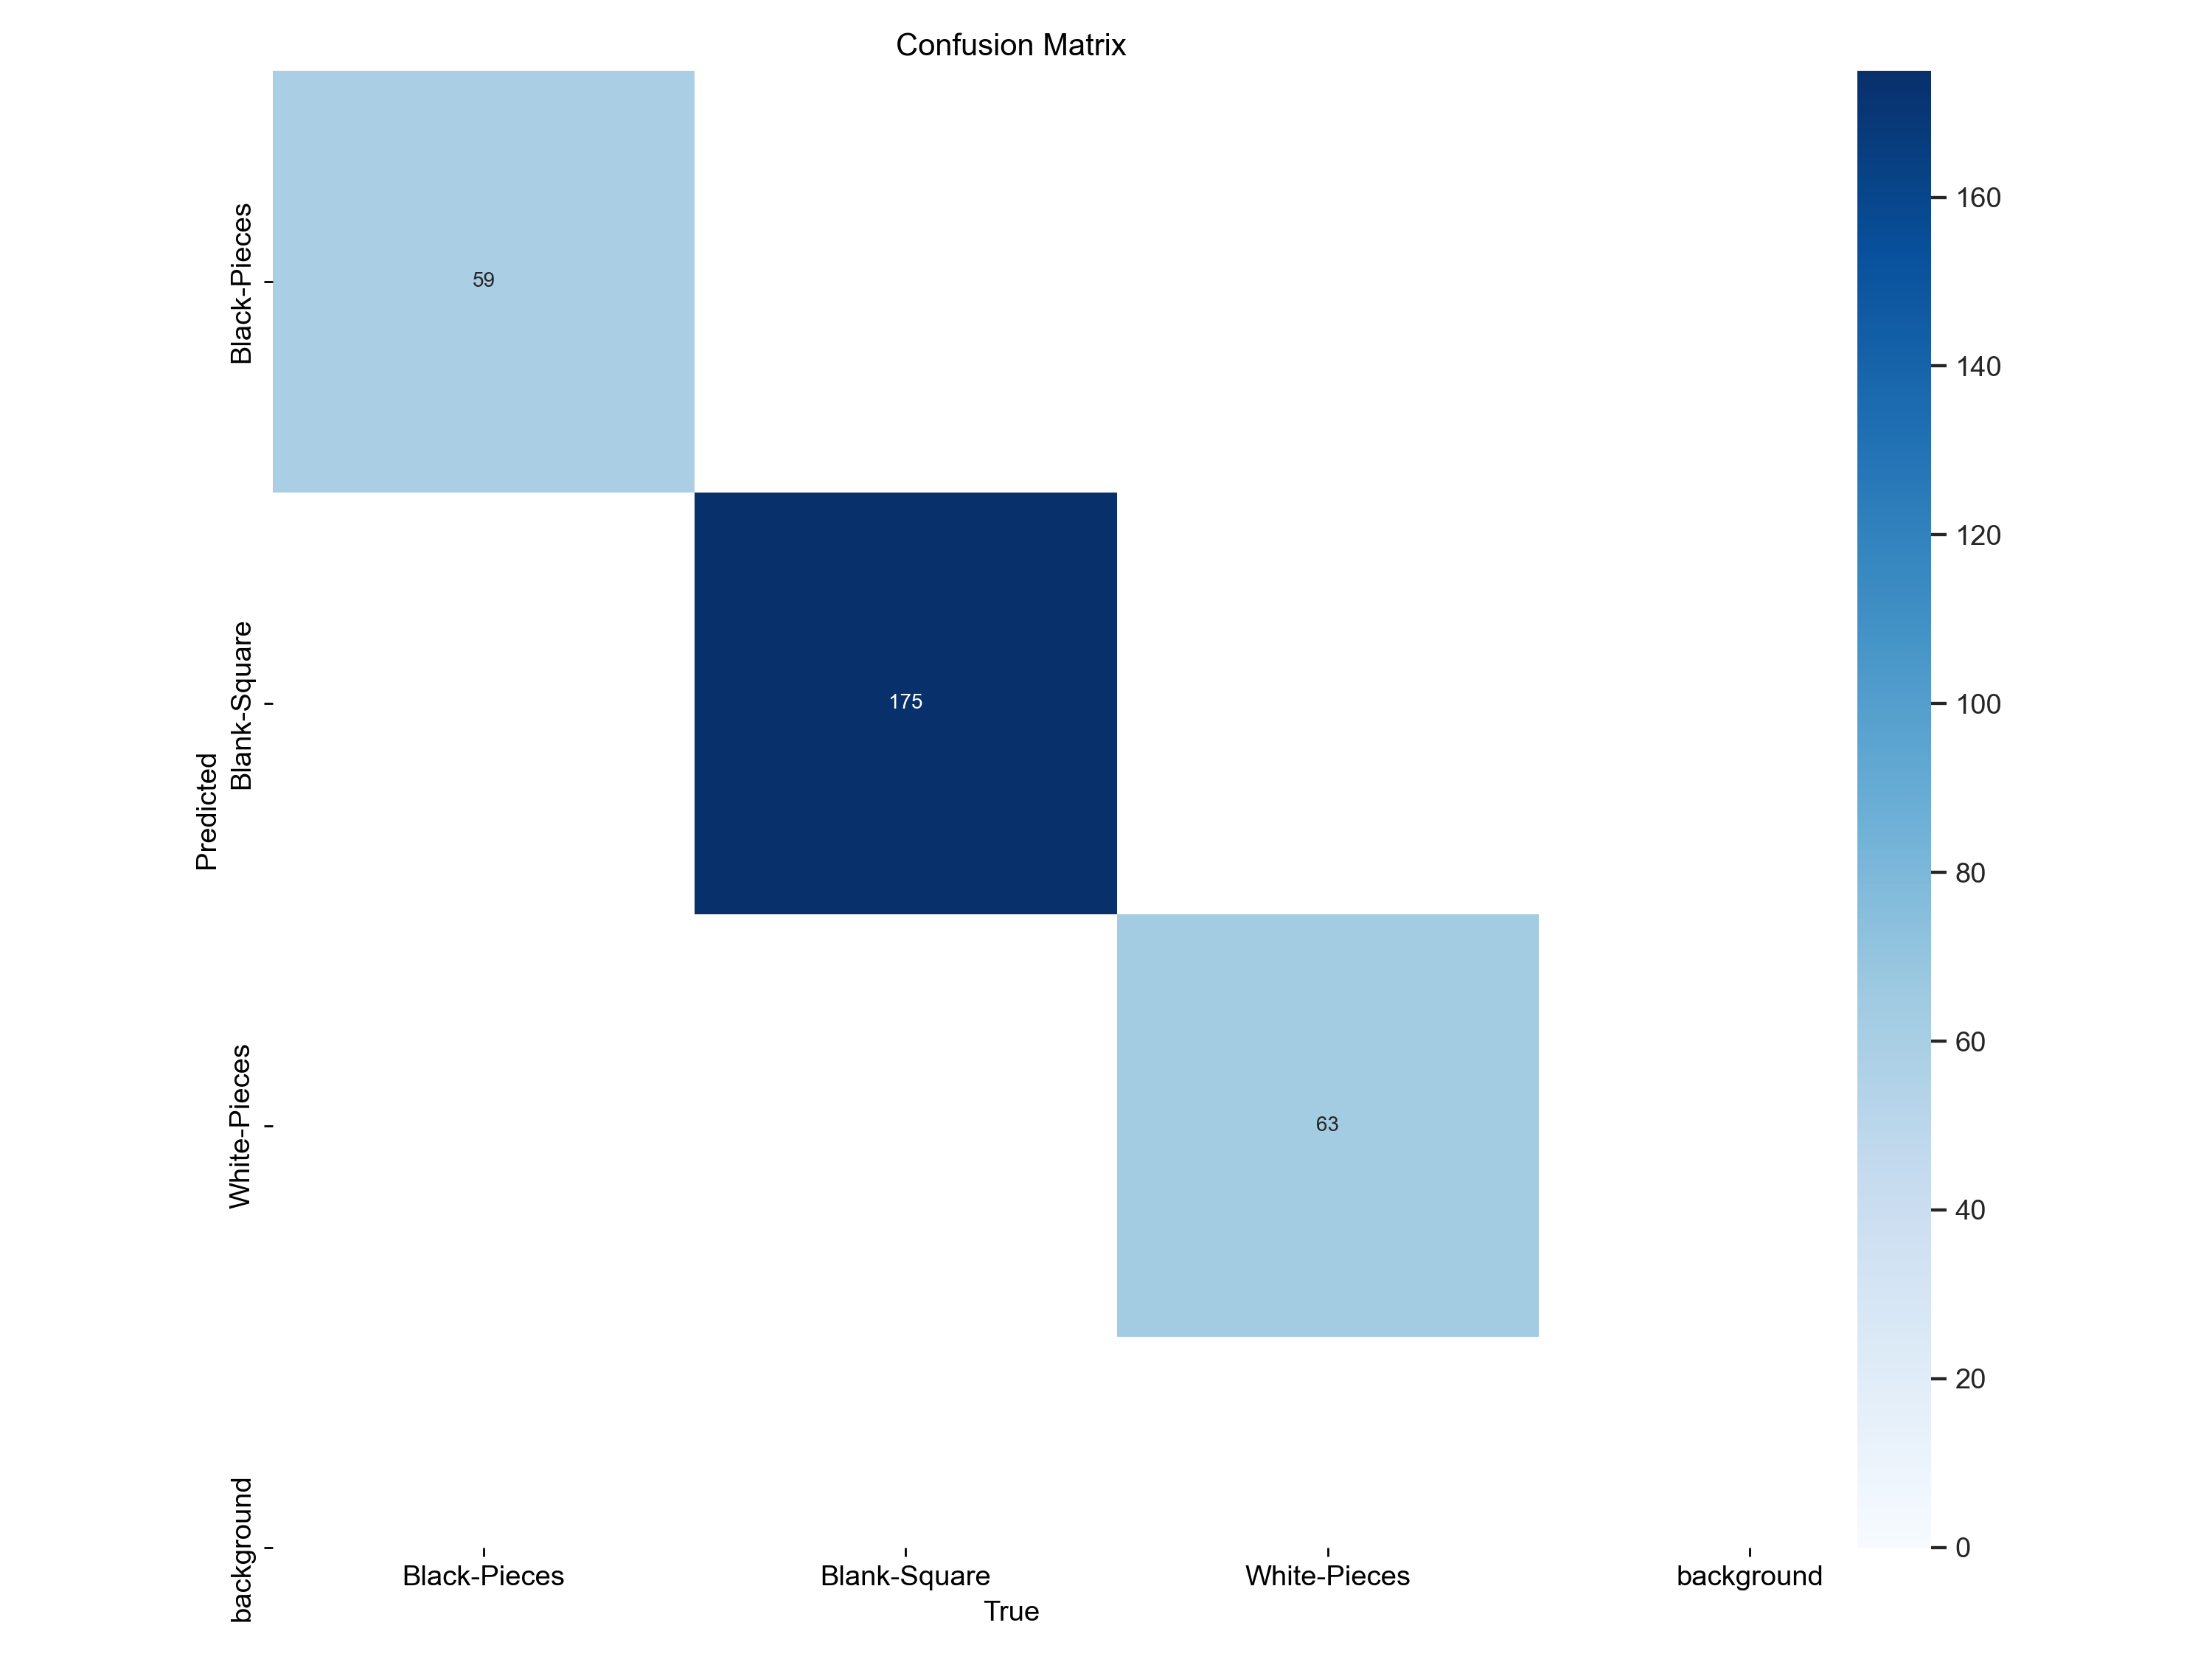 Confusion Matrix
Predicted
Black-Pieces
Blank-Square
White-Pieces
background
59
175
63
Black-Pieces
Blank-Square
White-Pieces
background
True
160
140
120
100
80
60
40
20
0